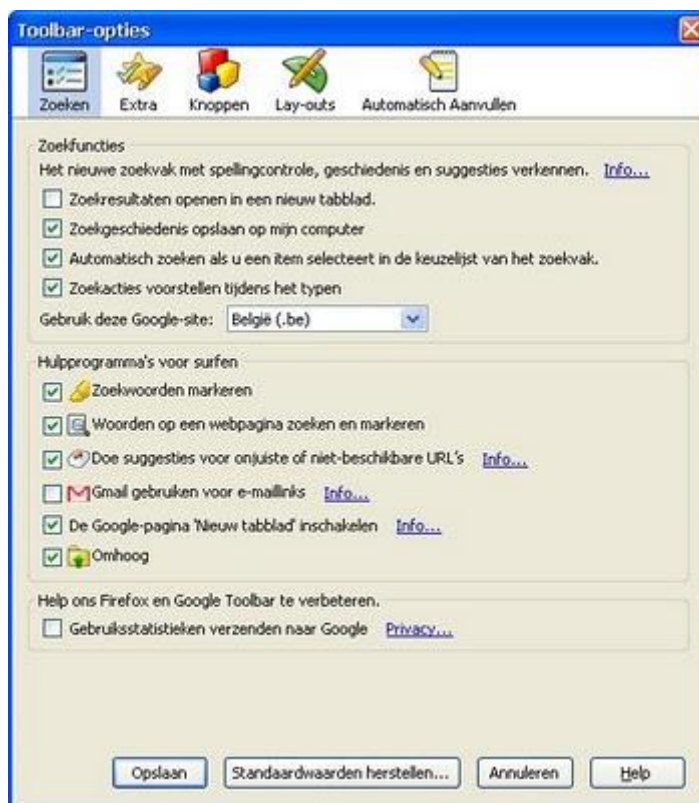 Toolbar-opties
Zoeken Extra Knoppen Lay-outs Automatisch Aanvullen
Zoekfuncties
Het nieuwe zoekvak met spellingcontrole, geschiedenis en suggesties verkennen. Info...
Zoekresultaten openen in een nieuw tabblad.
Zoekgeschiedenis opslaan op mijn computer
Automatisch zoeken als u een item selecteert in de keuzelijst van het zoekvak.
Zoekacties voorstellen tijdens het typen
Gebruik deze Google-site: België (.be)
Hulpprogramma's voor surfen
Zoekwoorden markeren
Woorden op een webpagina zoeken en markeren
Doe suggesties voor onjuiste of niet-beschikbare URL's Info...
Gmail gebruiken voor e-maillinks Info...
De Google-pagina 'Nieuw tabblad' inschakelen Info...
Omhoog
Help ons Firefox en Google Toolbar te verbeteren.
Gebruiksstatistieken verzenden naar Google Privacy...
Opslaan Standaardwaarden herstellen... Annuleren Help